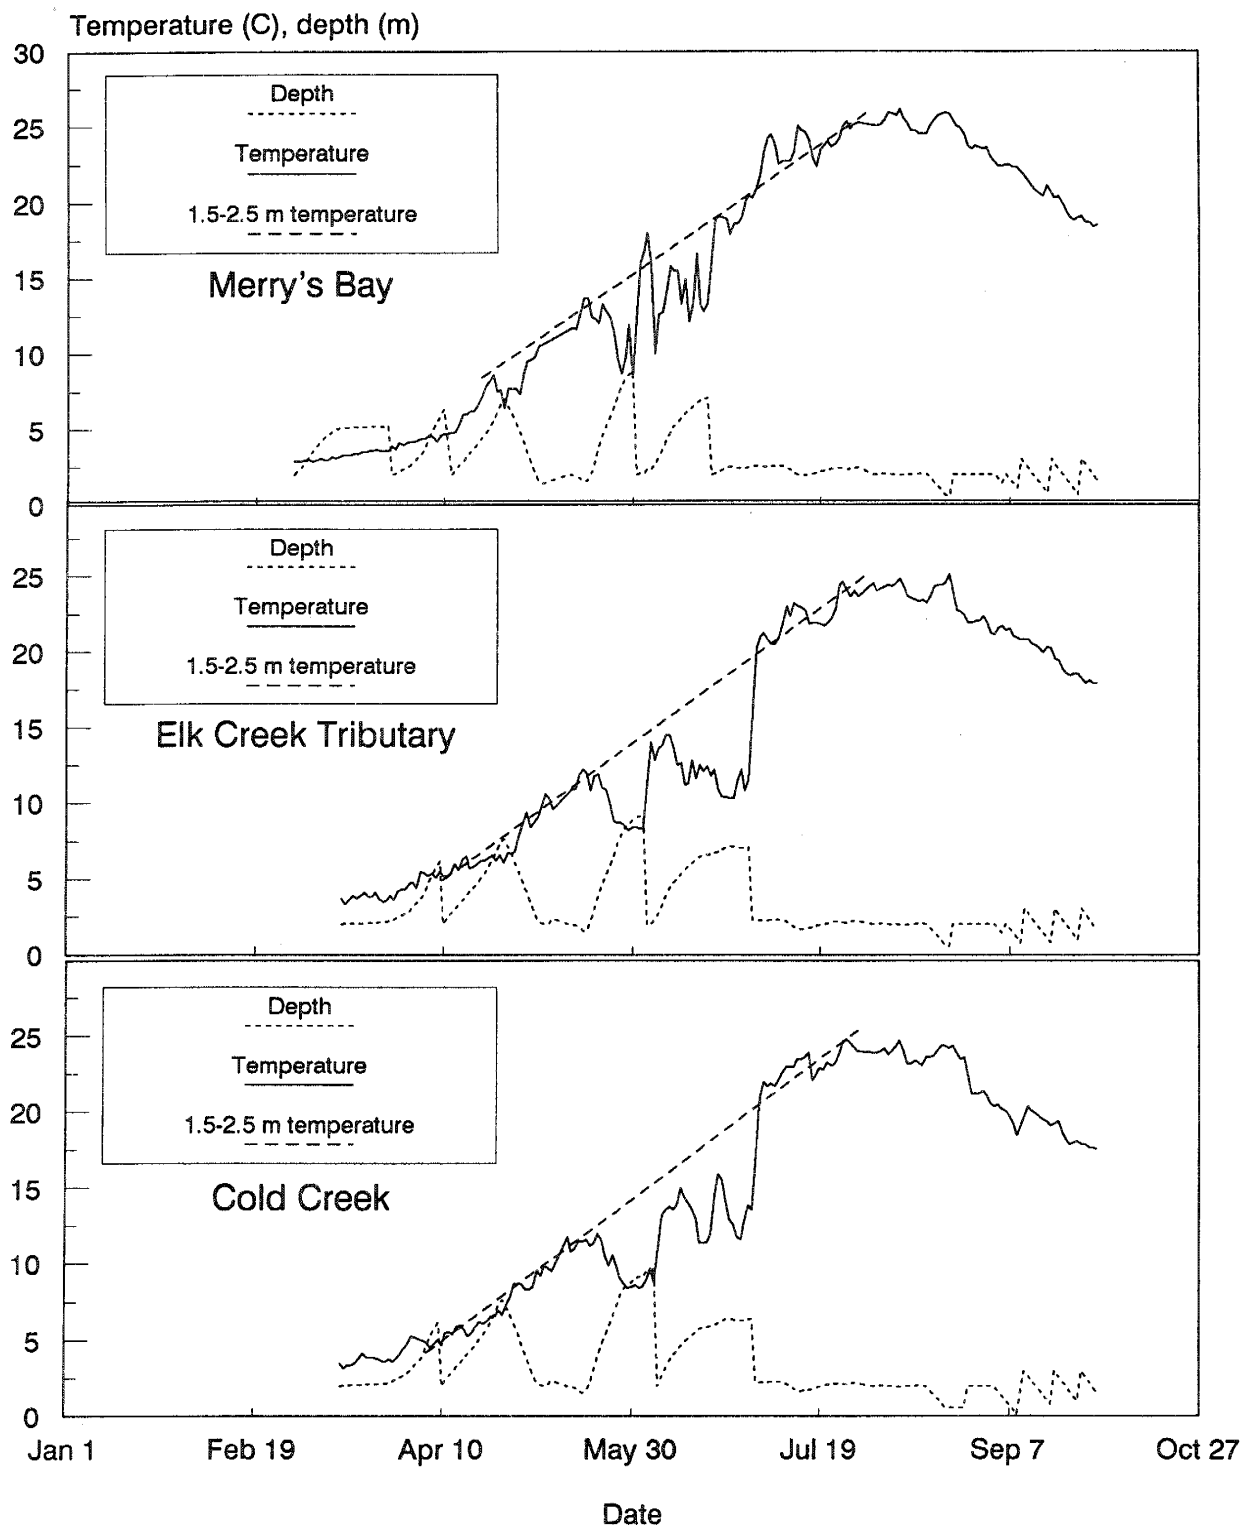 Temperature (C), depth (m)
30
Depth
25
Temperature
20
1.5-2.5 m temperature
15
Merry's Bay
10
5
0
0
Depth
25
Temperature
20
1.5-2.5 m temperature
15
Elk Creek Tributary
10
5
0
Depth
25
Temperature
20
1.5-2.5 m temperature
15
Cold Creek
10
5
0
Jan 1 Feb 19 Apr 10 May 30 Jul 19 Sep 7 Oct 27
Date